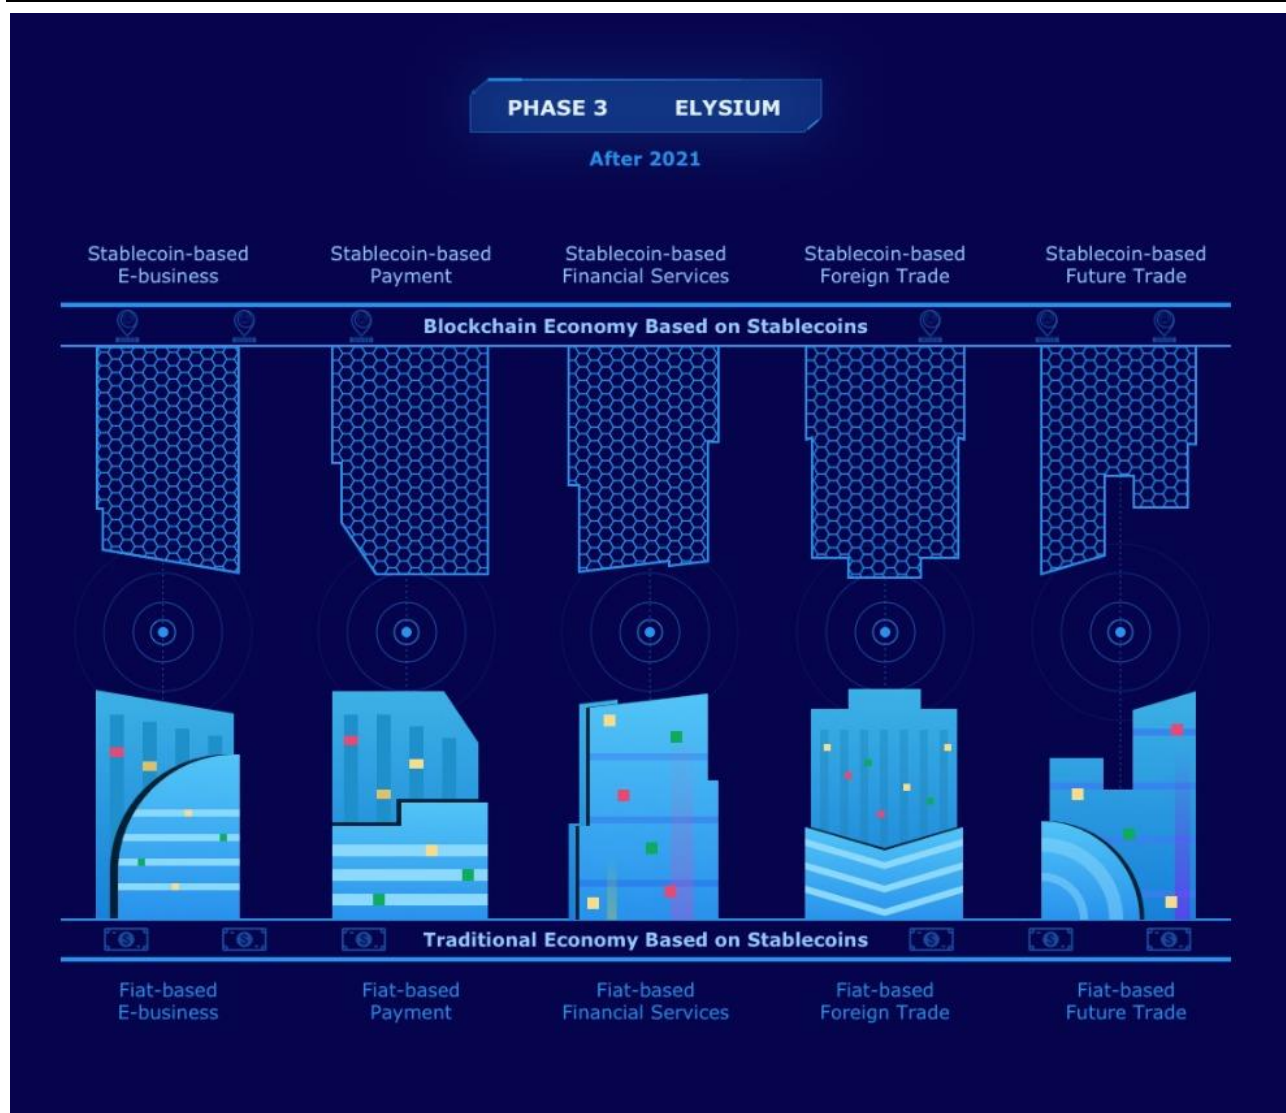 PHASE 3 ELYSIUM
After 2021
Stablecoin-based
E-business
Stablecoin-based
Payment
Stablecoin-based
Financial Services
Stablecoin-based
Foreign Trade
Stablecoin-based
Future Trade
Blockchain Economy Based on Stablecoins
Traditional Economy Based on Stablecoins
Fiat-based
E-business
Fiat-based
Payment
Fiat-based
Financial Services
Fiat-based
Foreign Trade
Fiat-based
Future Trade